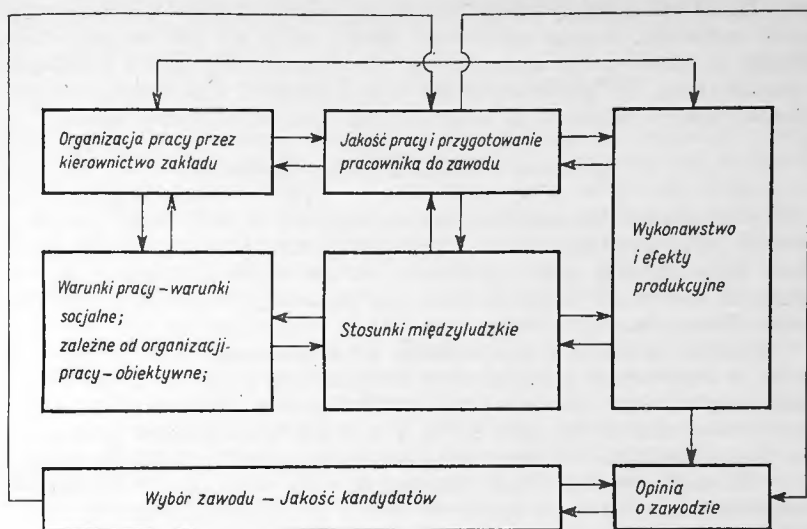 Organizacja pracy przez
kierownictwo zakładu
Jakość pracy i przygotowanie
pracownika do zawodu
Wykonawstwo
i efekty
produkcyjne
Warunki pracy – warunki
socjalne;
zależne od organizacji-
pracy – obiektywne;
Stosunki międzyludzkie
Wybór zawodu – Jakość kandydatów
Opinia
o zawodzie